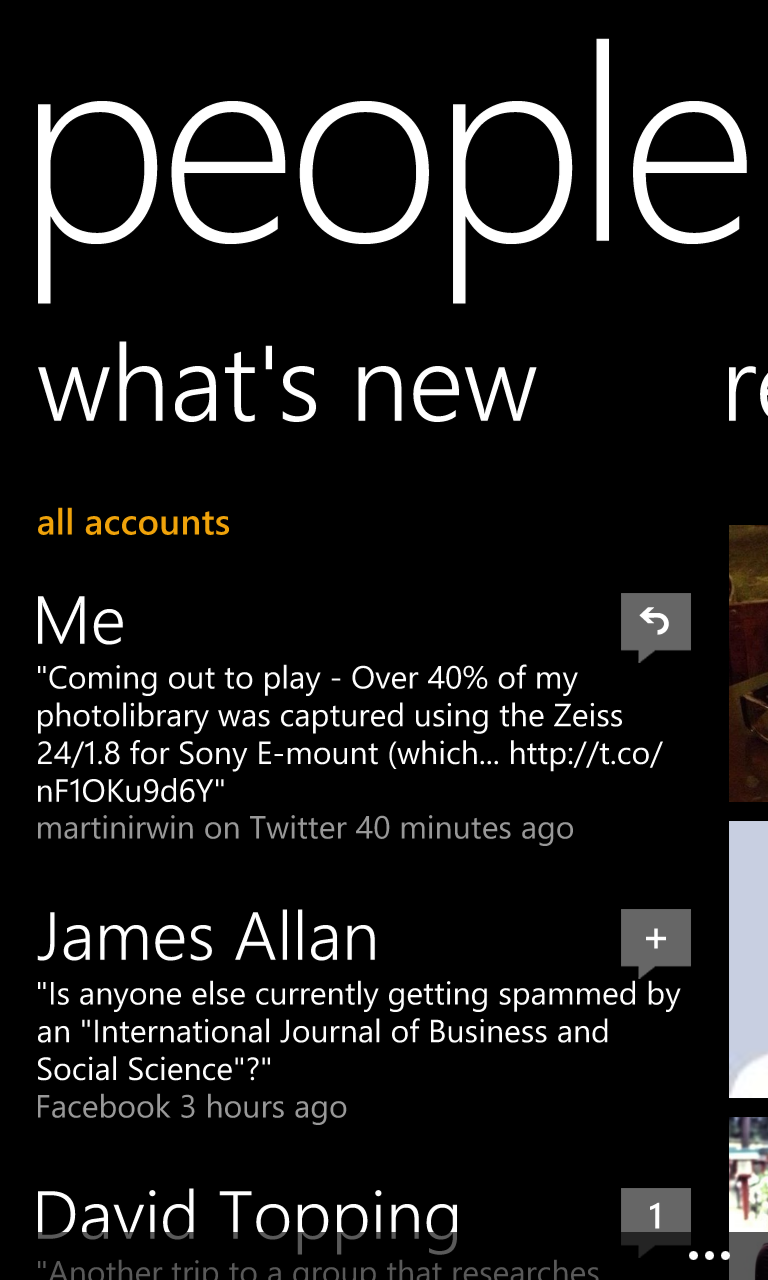 people
what's new
re
all accounts
Me
"Coming out to play - Over 40% of my
photolibrary was captured using the Zeiss
24/1.8 for Sony E-mount (which... http://t.co/
nF1OKu9d6Y"
martinirwin on Twitter 40 minutes ago
James Allan
+
"Is anyone else currently getting spammed by
an "International Journal of Business and
Social Science"?"
Facebook 3 hours ago
David Topping
1
"Another trip to a group that researches